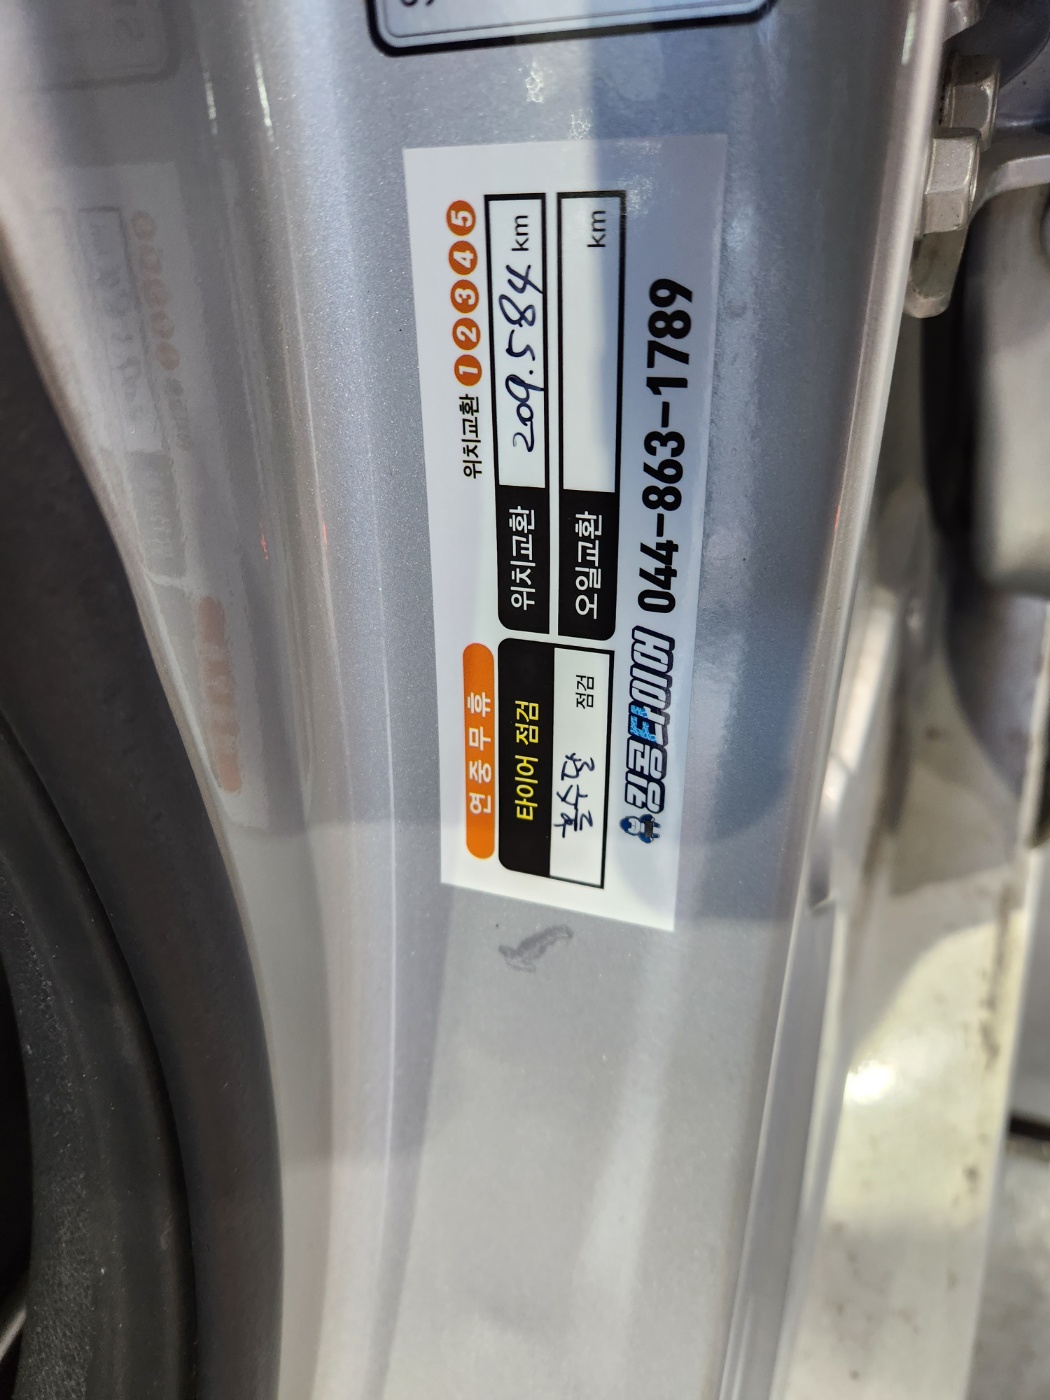 연중무휴
위치교환 1 2 3 4 5
타이어 점검
점검
위치교환 209.584 km
오일교환 km
킹콩타이어 044-863-1789